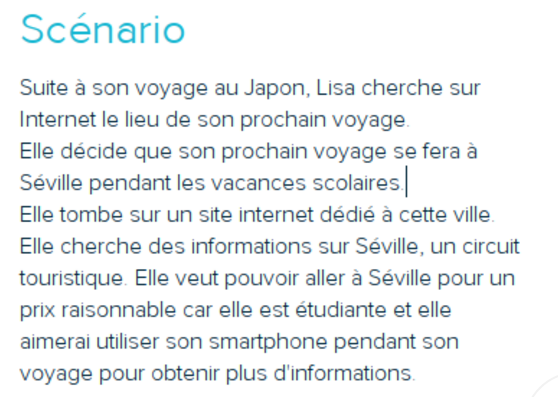 Scénario
Suite à son voyage au Japon, Lisa cherche sur
Internet le lieu de son prochain voyage.
Elle décide que son prochain voyage se fera à
Séville pendant les vacances scolaires.
Elle tombe sur un site internet dédié à cette ville.
Elle cherche des informations sur Séville, un circuit
touristique. Elle veut pouvoir aller à Séville pour un
prix raisonnable car elle est étudiante et elle
aimerai utiliser son smartphone pendant son
voyage pour obtenir plus d'informations.